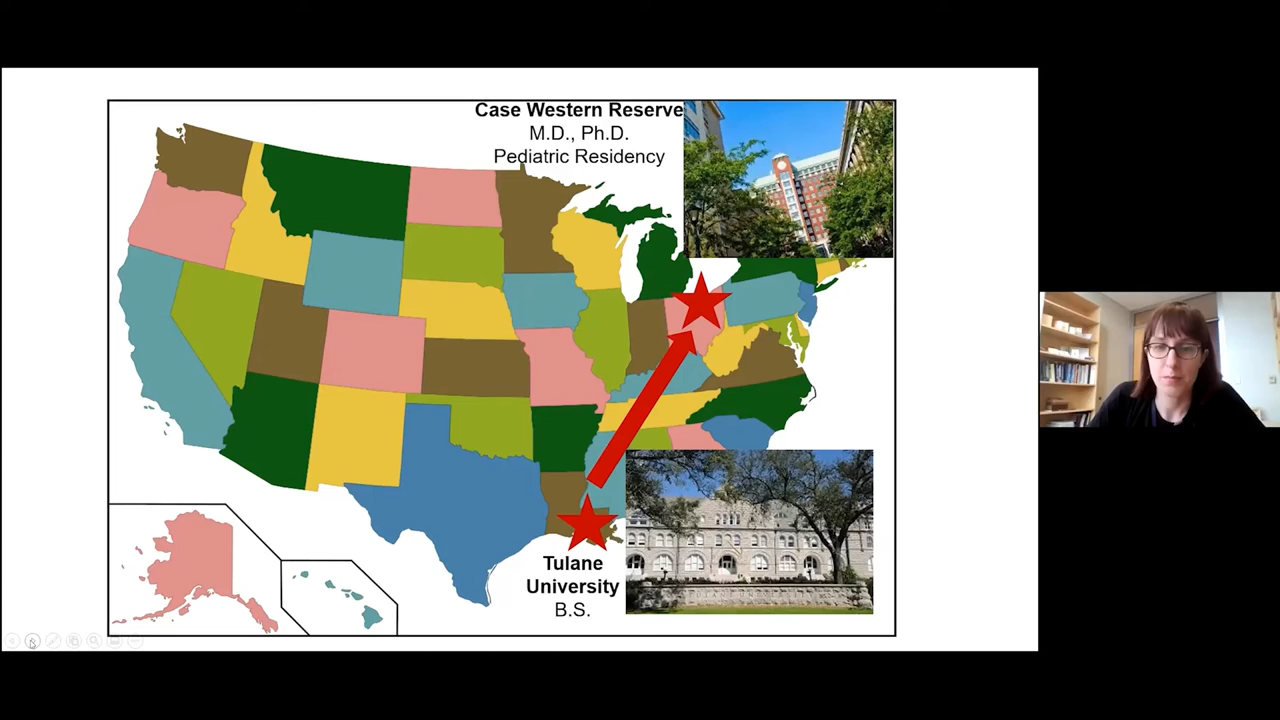 Case Western Reserve
M.D., Ph.D.
Pediatric Residency
Tulane
University
B.S.